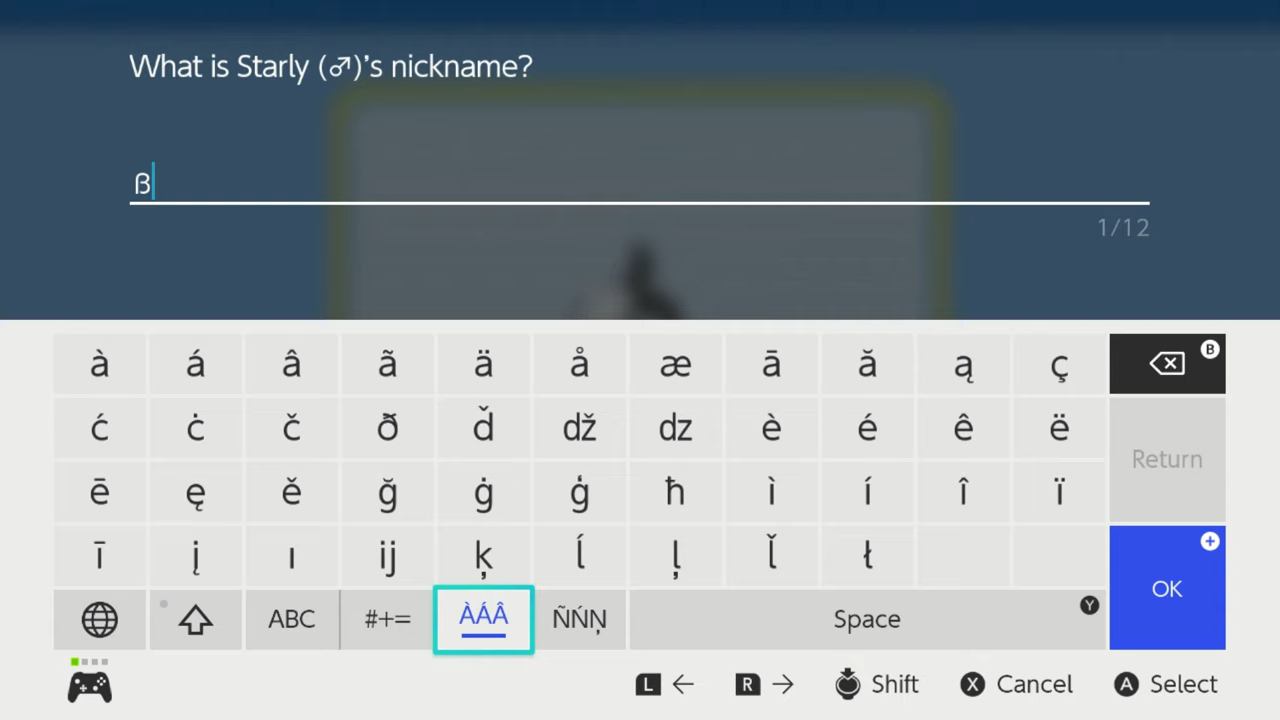 What is Starly (♂)'s nickname?
ß
1/12
à á â ã ä å æ ā ă ą ç B
ć ċ č ð ď dž dz è é ê ë
Return
ē ę ě ğ ġ ģ ħ ì í î ï
ī į ı ij ķ ĺ ļ ľ ł
+
OK
ABC #+= ÀÁÂ ÑŃŅ Space Y
L ← R → Shift X Cancel A Select